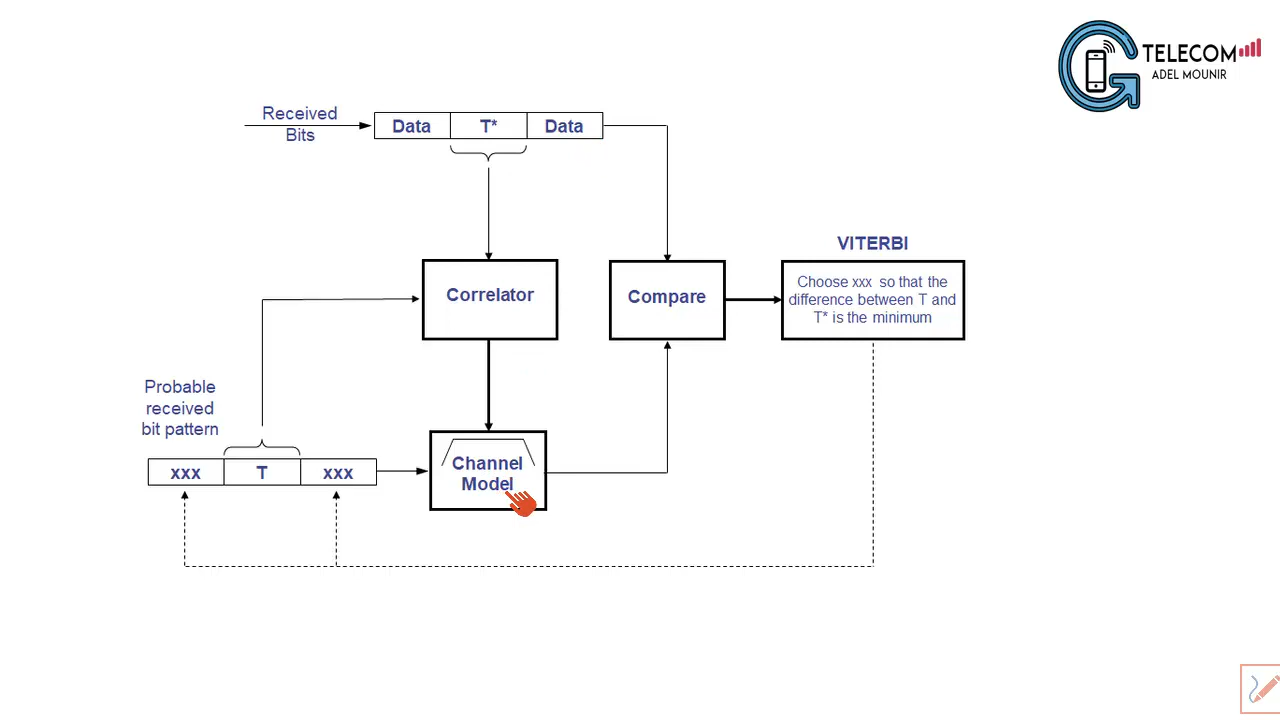 TELECOM
ADEL MOUNIR
Received
Bits
Data T* Data
VITERBI
Correlator
Compare
Choose xxx so that the
difference between T and
T* is the minimum
Probable
received
bit pattern
xxx T xxx
Channel
Model